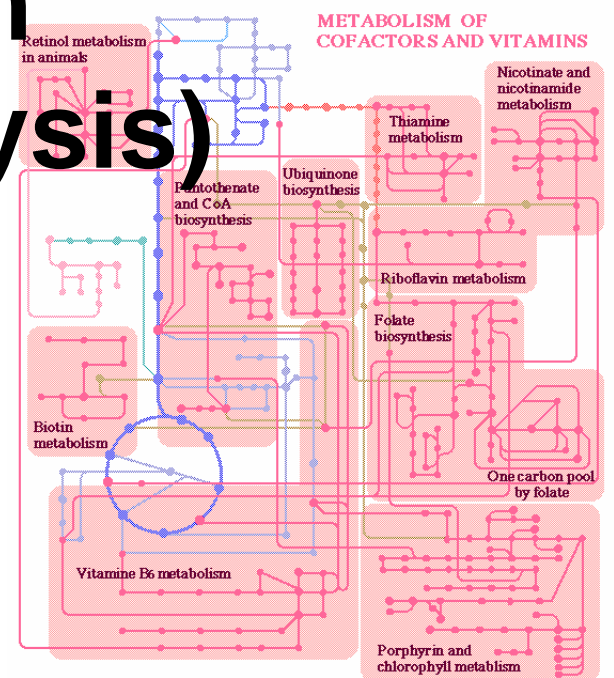 METABOLISM OF
COFACTORS AND VITAMINS
Retinol metabolism
in animals
ysis)
Nicotinate and
nicotinamide
metabolism
Thiamine
metabolism
Ubiquinone
biosynthesis
Pantothenate
and CoA
biosynthesis
Riboflavin metabolism
Folate
biosynthesis
Biotin
metabolism
One carbon pool
by folate
Vitamine B6 metabolism
Porphyrin and
chlorophyll metablism